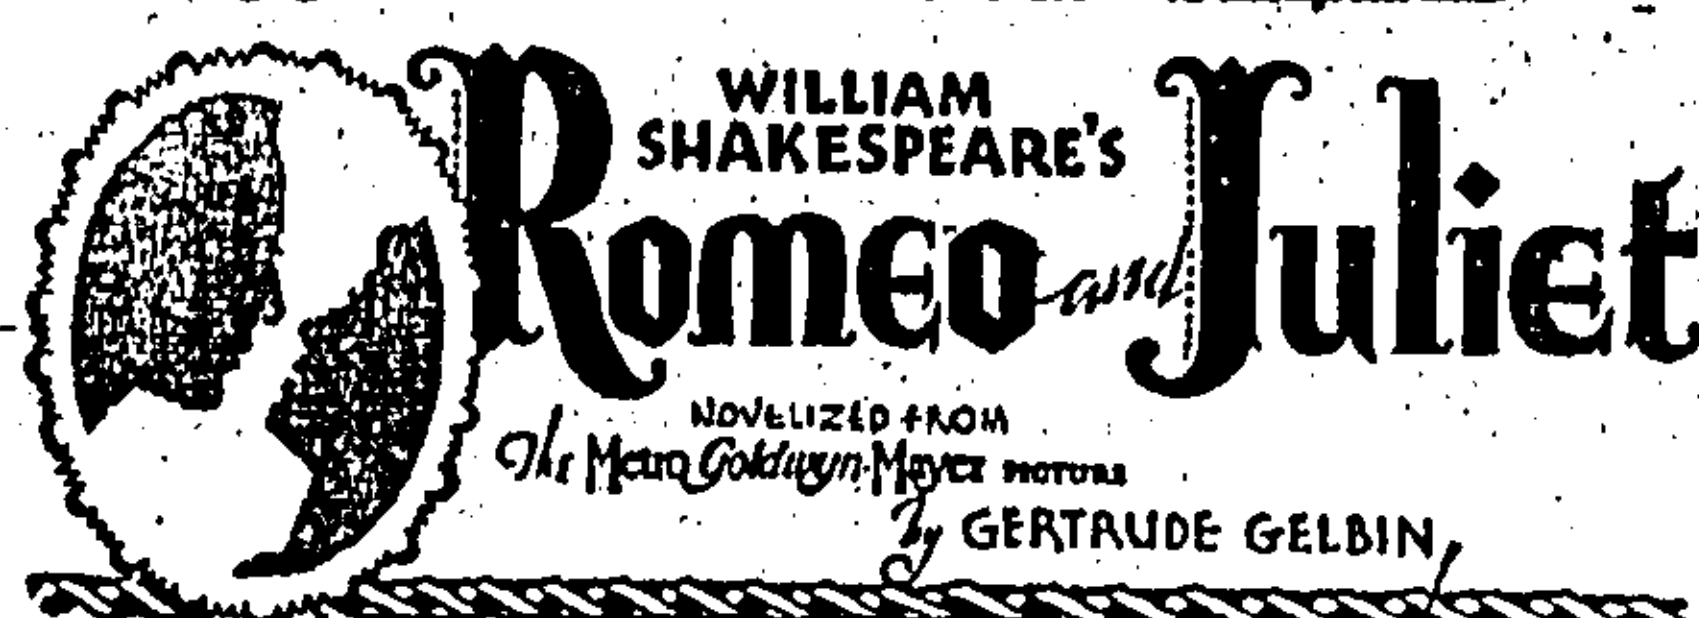 WILLIAM
SHAKESPEARE'S
Romeo and Juliet
NOVELIZED FROM
The Metro-Goldwyn-Mayer PICTURE
by GERTRUDE GELBIN